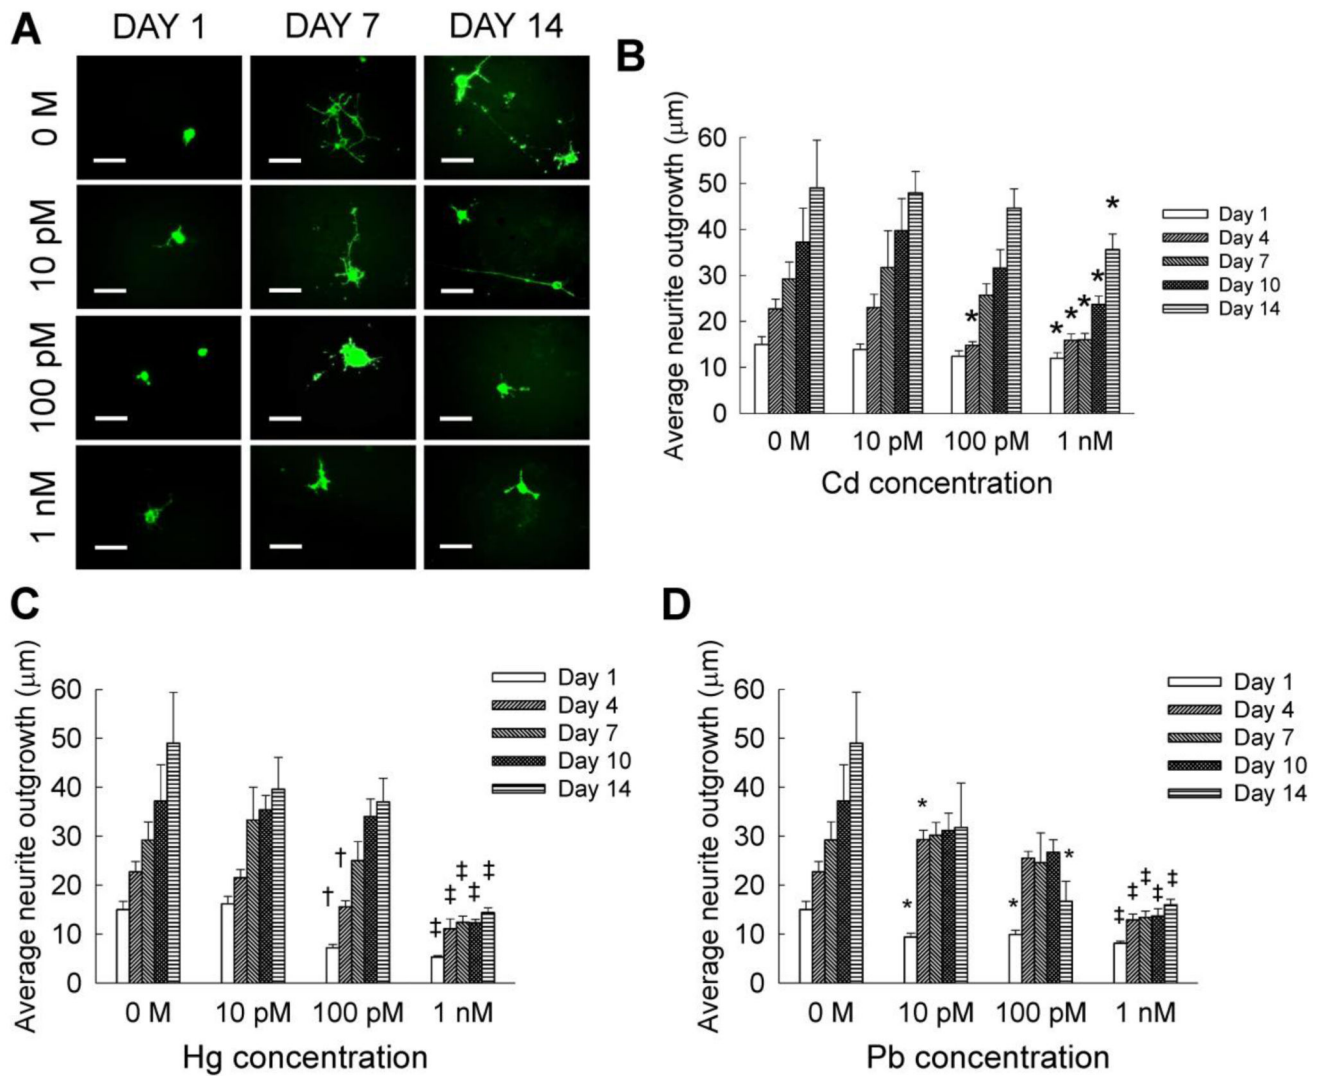 A
DAY 1 DAY 7 DAY 14
0 M
10 pM
100 pM
1 nM
B
Average neurite outgrowth (μm)
60
50
40
30
20
10
0
* * * * * *
0 M 10 pM 100 pM 1 nM
Cd concentration
Day 1
Day 4
Day 7
Day 10
Day 14
C
Average neurite outgrowth (μm)
60
50
40
30
20
10
0
† † ‡ ‡ ‡ ‡ ‡
0 M 10 pM 100 pM 1 nM
Hg concentration
Day 1
Day 4
Day 7
Day 10
Day 14
D
Average neurite outgrowth (μm)
60
50
40
30
20
10
0
* * * * ‡ ‡ ‡ ‡ ‡
0 M 10 pM 100 pM 1 nM
Pb concentration
Day 1
Day 4
Day 7
Day 10
Day 14